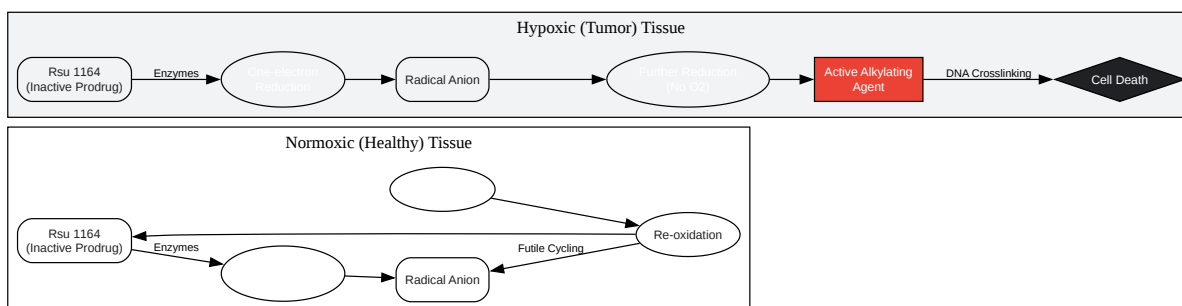 Hypoxic (Tumor) Tissue
Rsu 1164
(Inactive Prodrug)
Enzymes
One-electron
Reduction
Radical Anion
Further Reduction
(No O2)
Active Alkylating
Agent
DNA Crosslinking
Cell Death
Normoxic (Healthy) Tissue
Rsu 1164
(Inactive Prodrug)
Enzymes
Radical Anion
Futile Cycling
Re-oxidation